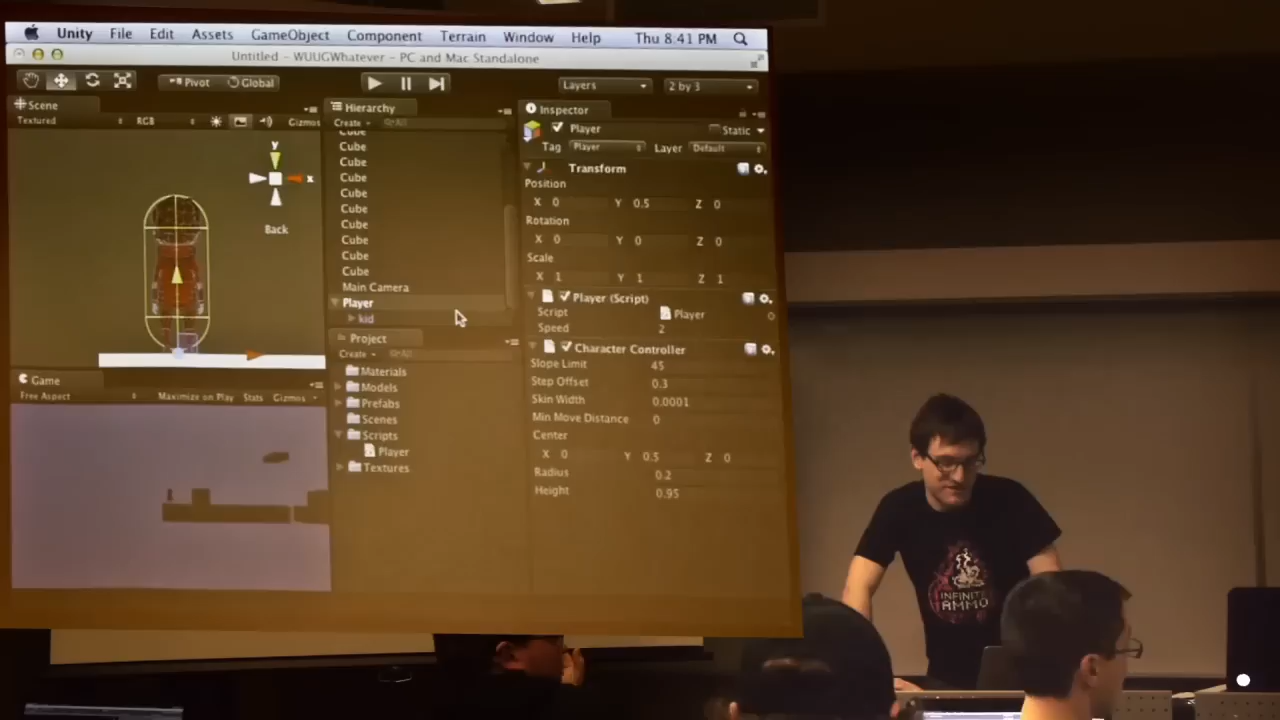 Unity File Edit Assets GameObject Component Terrain Window Help Thu 8:41 PM
Untitled - WUUGWhatever - PC and Mac Standalone
Pivot Global Layers 2 by 3
Scene
Textured RGB Gizmos
y
x
Back
Hierarchy
Create All
Cube
Cube
Cube
Cube
Cube
Cube
Cube
Cube
Cube
Cube
Main Camera
Player
kid
Project
Create All
Materials
Models
Prefabs
Scenes
Scripts
Player
Textures
Game
Free Aspect Maximize on Play Stats Gizmos
Inspector
Player Static
Tag Player Layer Default
Transform
Position
X 0 Y 0.5 Z 0
Rotation
X 0 Y 0 Z 0
Scale
X 1 Y 1 Z 1
Player (Script)
Script Player
Speed 2
Character Controller
Slope Limit 45
Step Offset 0.3
Skin Width 0.0001
Min Move Distance 0
Center
X 0 Y 0.5 Z 0
Radius 0.2
Height 0.95
INFINITE
AMMO